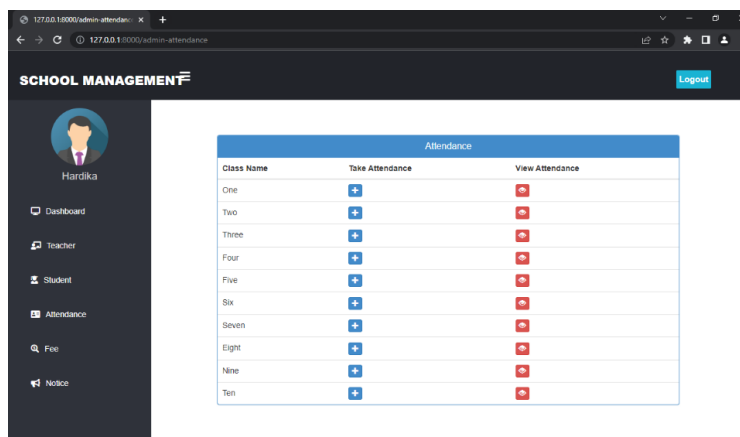 127.0.0.1:8000/admin-attendanc
127.0.0.1:8000/admin-attendance
SCHOOL MANAGEMENT
Logout
Hardika
Dashboard
Teacher
Student
Attendance
Fee
Notice
Attendance
Class Name Take Attendance View Attendance
One
Two
Three
Four
Five
Six
Seven
Eight
Nine
Ten